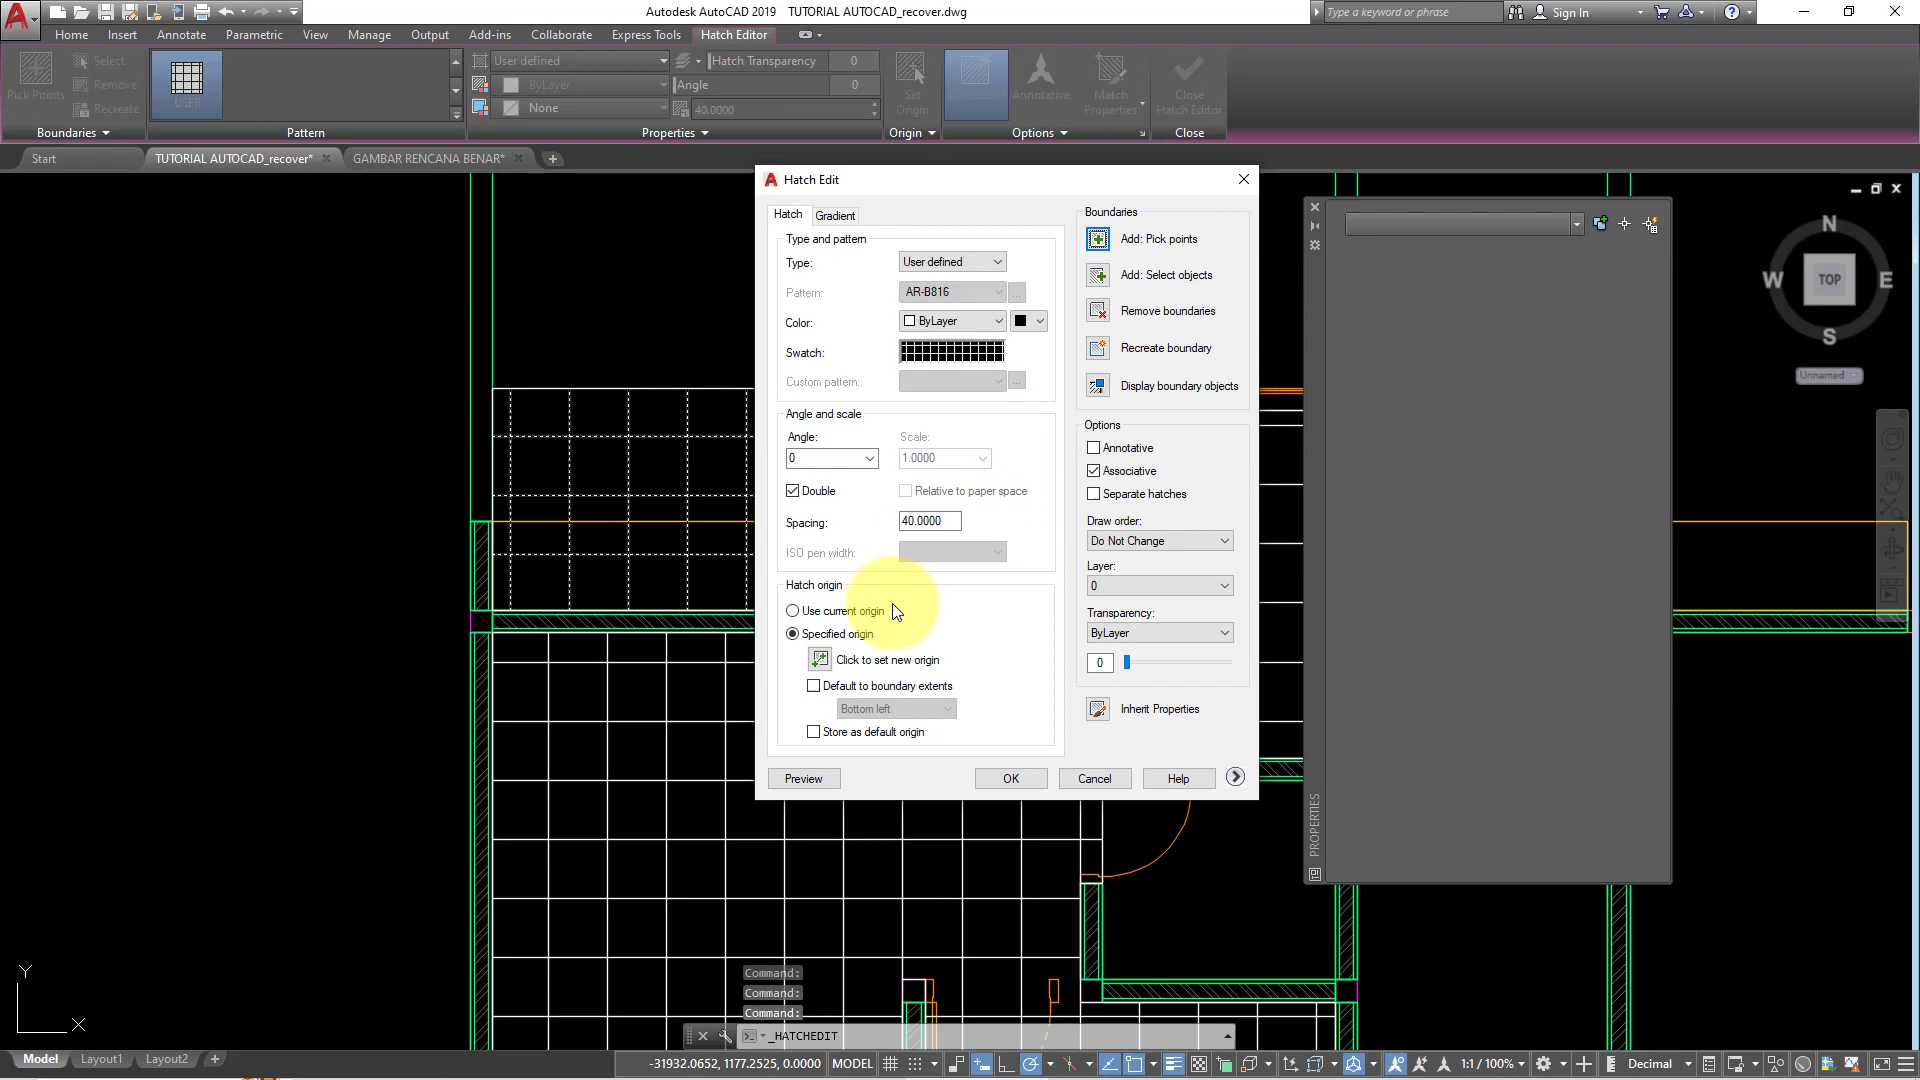 Autodesk AutoCAD 2019 TUTORIAL AUTOCAD_recover.dwg
Type a keyword or phrase
Sign In
Home Insert Annotate Parametric View Manage Output Add-ins Collaborate Express Tools Hatch Editor
Pick Points
Select
Remove
Recreate
Boundaries
USER
Pattern
User defined
ByLayer
None
Hatch Transparency 0
Angle 0
40.0000
Properties
Set
Origin
Origin
Annotative
Match
Properties
Options
Close
Hatch Editor
Close
Start TUTORIAL AUTOCAD_recover* GAMBAR RENCANA BENAR*
Hatch Edit
Hatch Gradient
Type and pattern
Type: User defined
Pattern: AR-B816
Color: ByLayer
Swatch:
Custom pattern:
Angle and scale
Angle: Scale:
0 1.0000
Double Relative to paper space
Spacing: 40.0000
ISO pen width:
Hatch origin
Use current origin
Specified origin
Click to set new origin
Default to boundary extents
Bottom left
Store as default origin
Boundaries
Add: Pick points
Add: Select objects
Remove boundaries
Recreate boundary
Display boundary objects
Options
Annotative
Associative
Separate hatches
Draw order:
Do Not Change
Layer:
0
Transparency:
ByLayer
0
Inherit Properties
Preview OK Cancel Help
PROPERTIES
N
W TOP E
S
Unnamed
Y
X
Command:
Command:
Command:
_HATCHEDIT
Model Layout1 Layout2
-31932.0652, 1177.2525, 0.0000 MODEL 1:1 / 100% Decimal